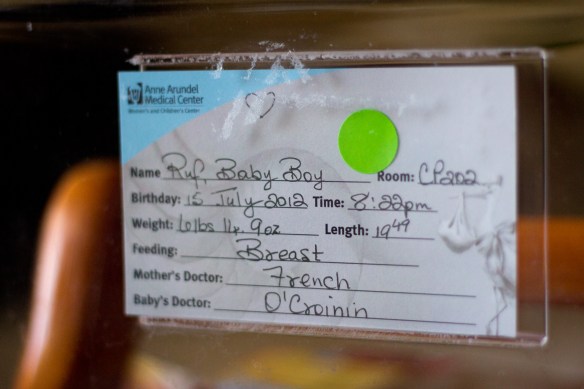 Anne Arundel
Medical Center
Women's and Children's Center
Name Ruf, Baby Boy Room: CP202
Birthday: 15 July 2012 Time: 8:22pm
Weight: 6lbs 14.9oz Length: 19.49
Feeding: Breast
Mother's Doctor: French
Baby's Doctor: O'Croinin